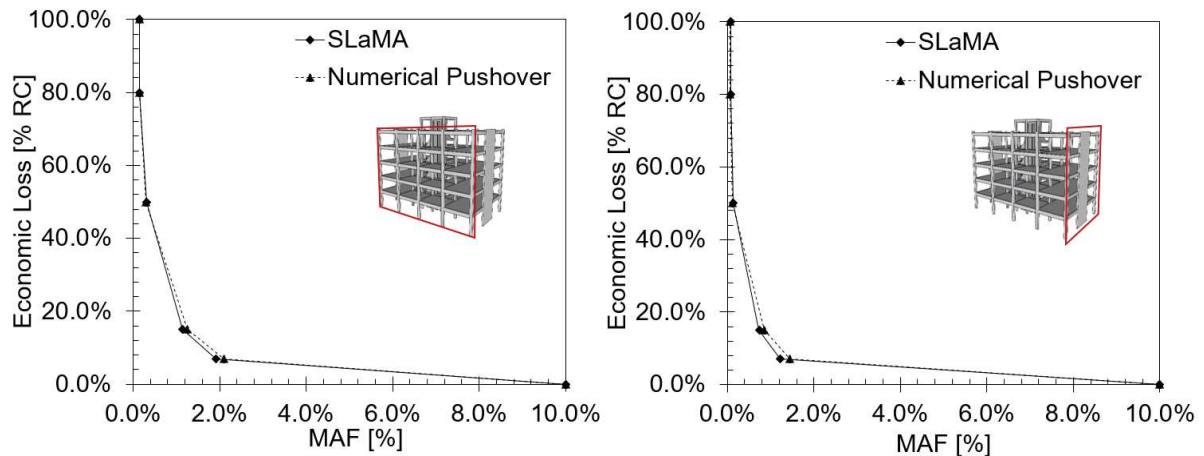 100.0%
80.0%
60.0%
40.0%
20.0%
0.0%
Economic Loss [% RC]
SLaMA
Numerical Pushover
0.0% 2.0% 4.0% 6.0% 8.0% 10.0%
MAF [%]
100.0%
80.0%
60.0%
40.0%
20.0%
0.0%
Economic Loss [% RC]
SLaMA
Numerical Pushover
0.0% 2.0% 4.0% 6.0% 8.0% 10.0%
MAF [%]